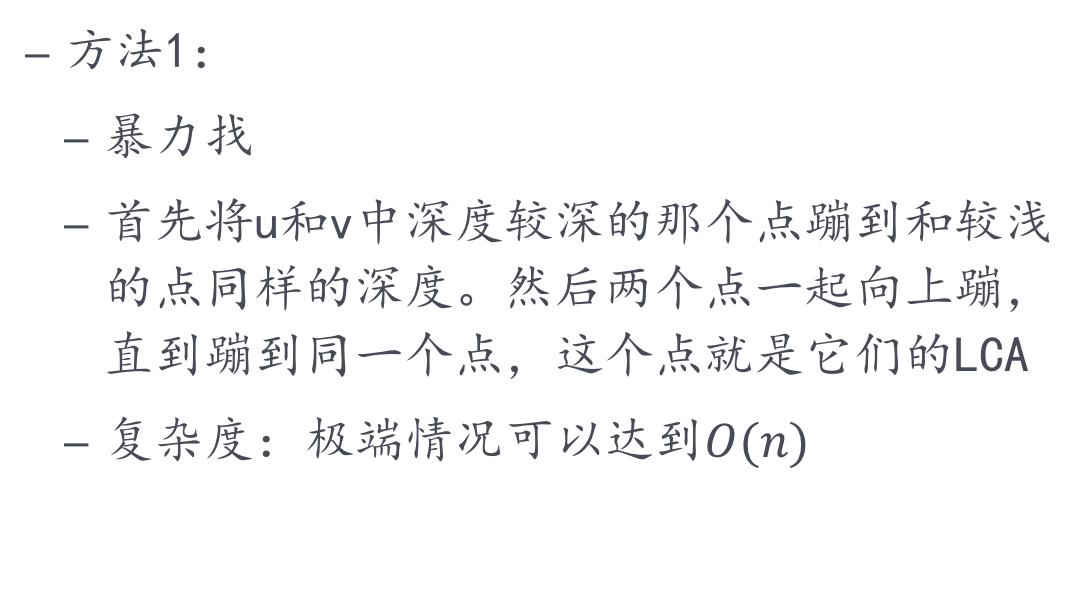 – 方法1：
– 暴力找
– 首先将u和v中深度较深的那个点蹦到和较浅
的点同样的深度。然后两个点一起向上蹦，
直到蹦到同一个点，这个点就是它们的LCA
– 复杂度：极端情况可以达到O(n)